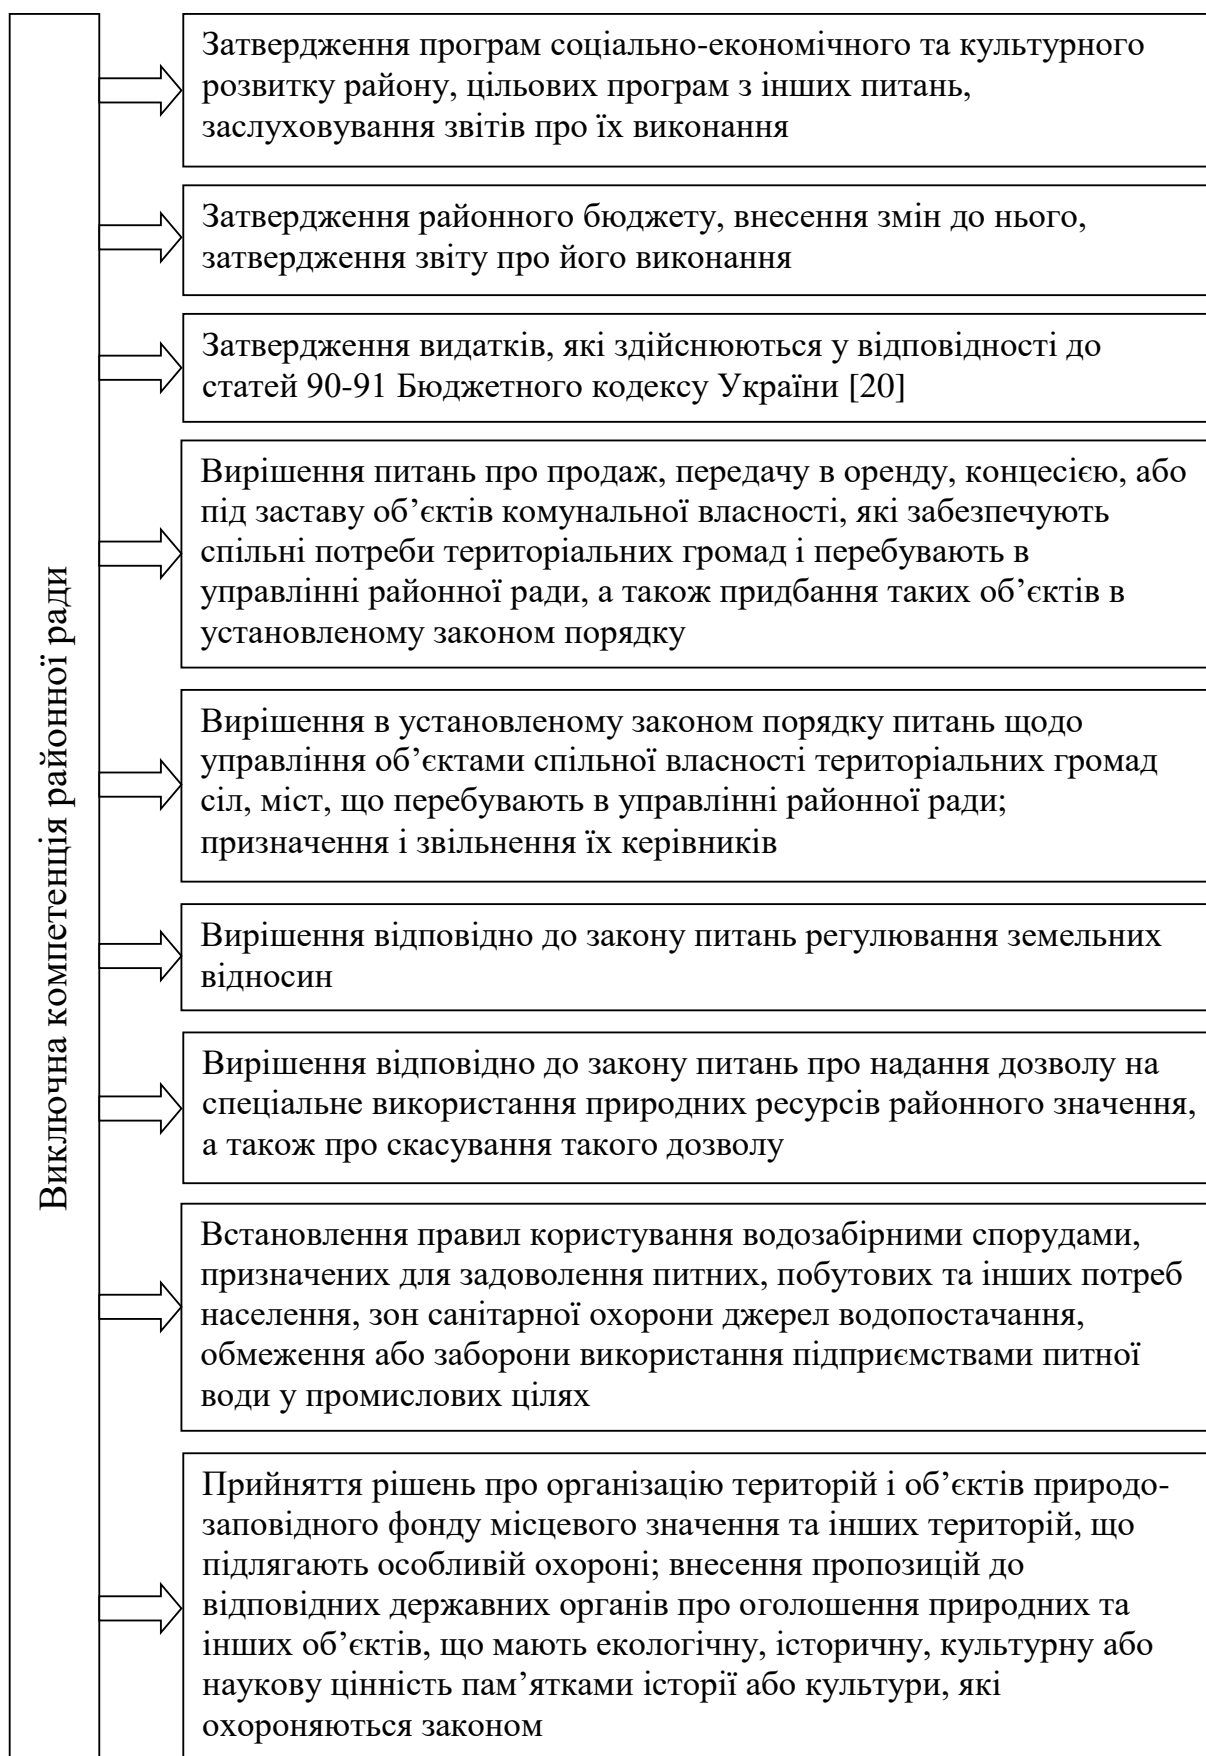 Виключна компетенція районної ради
Затвердження програм соціально-економічного та культурного
розвитку району, цільових програм з інших питань,
заслуховування звітів про їх виконання
Затвердження районного бюджету, внесення змін до нього,
затвердження звіту про його виконання
Затвердження видатків, які здійснюються у відповідності до
статей 90-91 Бюджетного кодексу України [20]
Вирішення питань про продаж, передачу в оренду, концесією, або
під заставу об’єктів комунальної власності, які забезпечують
спільні потреби територіальних громад і перебувають в
управлінні районної ради, а також придбання таких об’єктів в
установленому законом порядку
Вирішення в установленому законом порядку питань щодо
управління об’єктами спільної власності територіальних громад
сіл, міст, що перебувають в управлінні районної ради;
призначення і звільнення їх керівників
Вирішення відповідно до закону питань регулювання земельних
відносин
Вирішення відповідно до закону питань про надання дозволу на
спеціальне використання природних ресурсів районного значення,
а також про скасування такого дозволу
Встановлення правил користування водозабірними спорудами,
призначених для задоволення питних, побутових та інших потреб
населення, зон санітарної охорони джерел водопостачання,
обмеження або заборони використання підприємствами питної
води у промислових цілях
Прийняття рішень про організацію територій і об’єктів природо-
заповідного фонду місцевого значення та інших територій, що
підлягають особливій охороні; внесення пропозицій до
відповідних державних органів про оголошення природних та
інших об’єктів, що мають екологічну, історичну, культурну або
наукову цінність пам’ятками історії або культури, які
охороняються законом